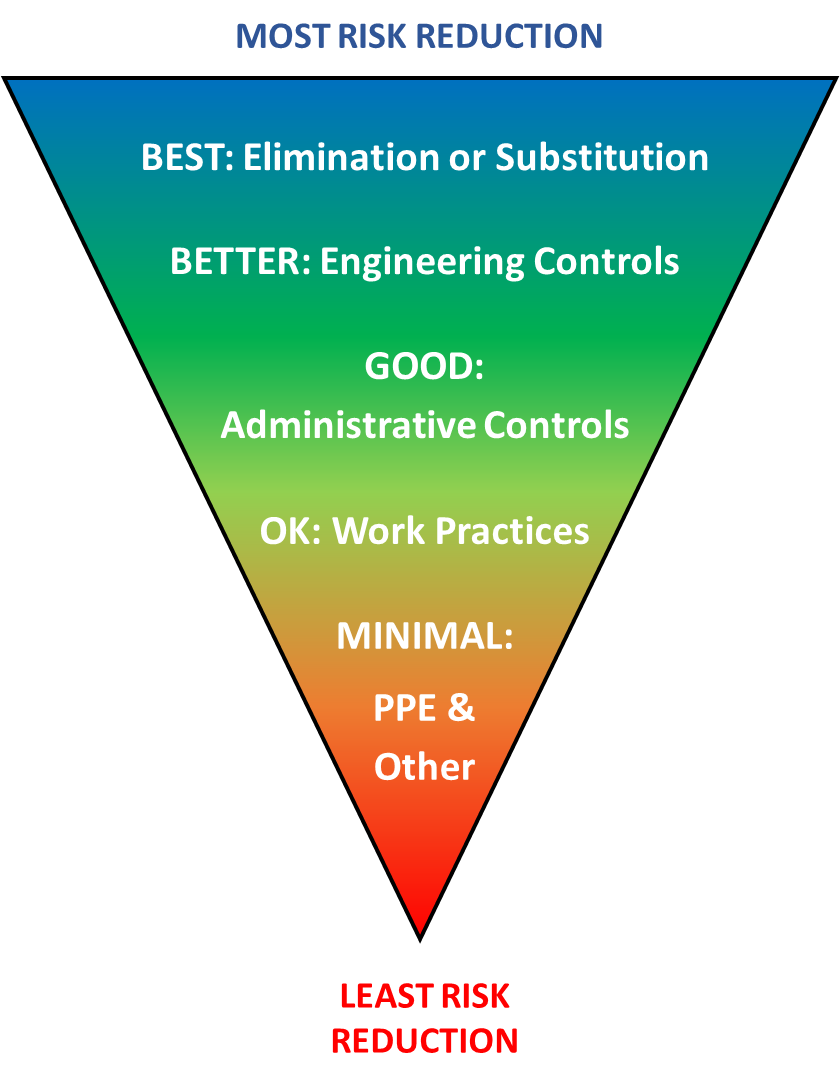 MOST RISK REDUCTION
BEST: Elimination or Substitution
BETTER: Engineering Controls
GOOD:
Administrative Controls
OK: Work Practices
MINIMAL:
PPE &
Other
LEAST RISK
REDUCTION